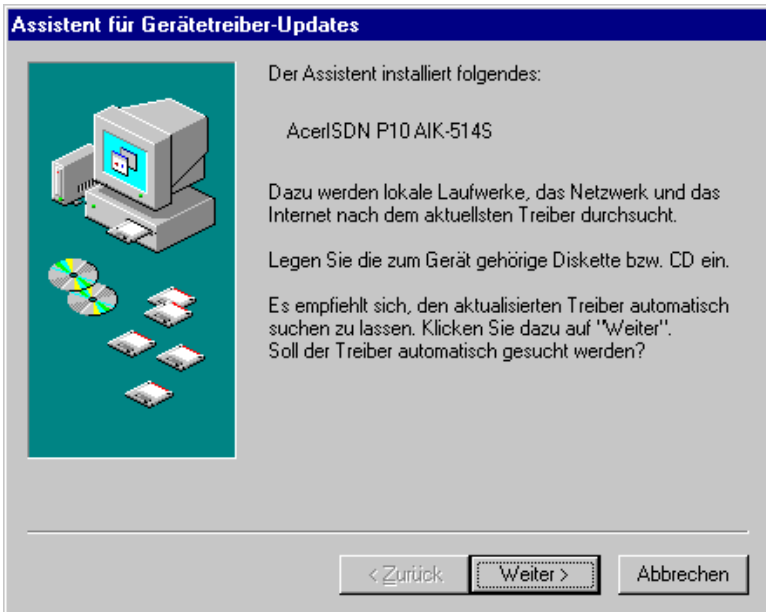 Assistent für Gerätetreiber-Updates
Der Assistent installiert folgendes:
AcerISDN P10 AIK-514S
Dazu werden lokale Laufwerke, das Netzwerk und das
Internet nach dem aktuellsten Treiber durchsucht.
Legen Sie die zum Gerät gehörige Diskette bzw. CD ein.
Es empfiehlt sich, den aktualisierten Treiber automatisch
suchen zu lassen. Klicken Sie dazu auf "Weiter".
Soll der Treiber automatisch gesucht werden?
< Zurück
Weiter >
Abbrechen